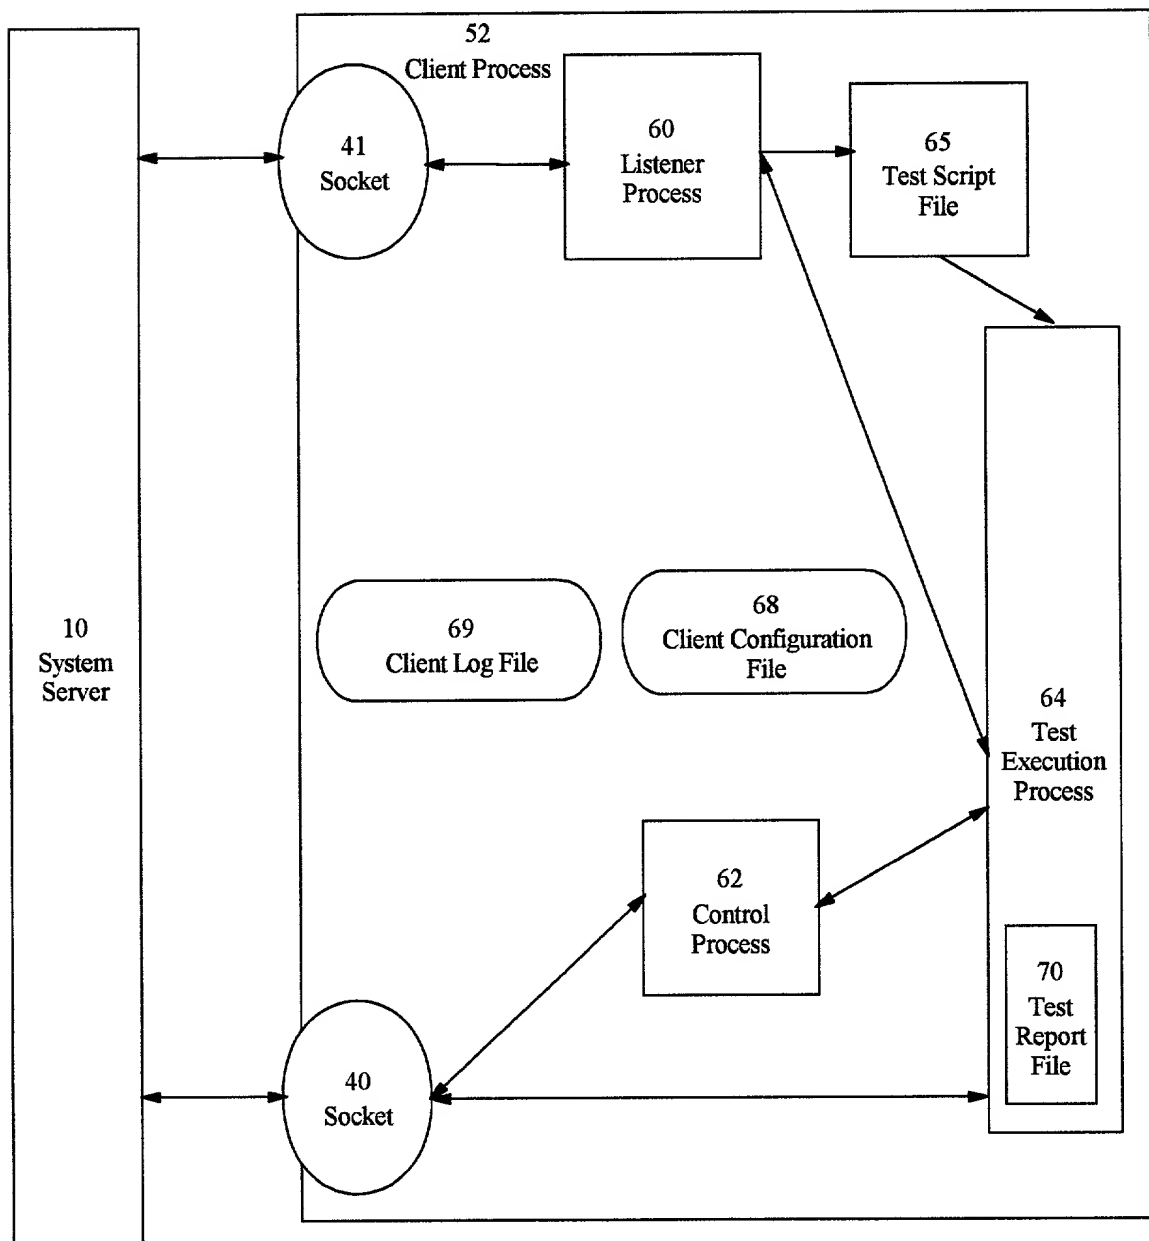 52
Client Process
41
Socket
60
Listener
Process
65
Test Script
File
10
System
Server
69
Client Log File
68
Client Configuration
File
64
Test
Execution
Process
62
Control
Process
70
Test
Report
File
40
Socket